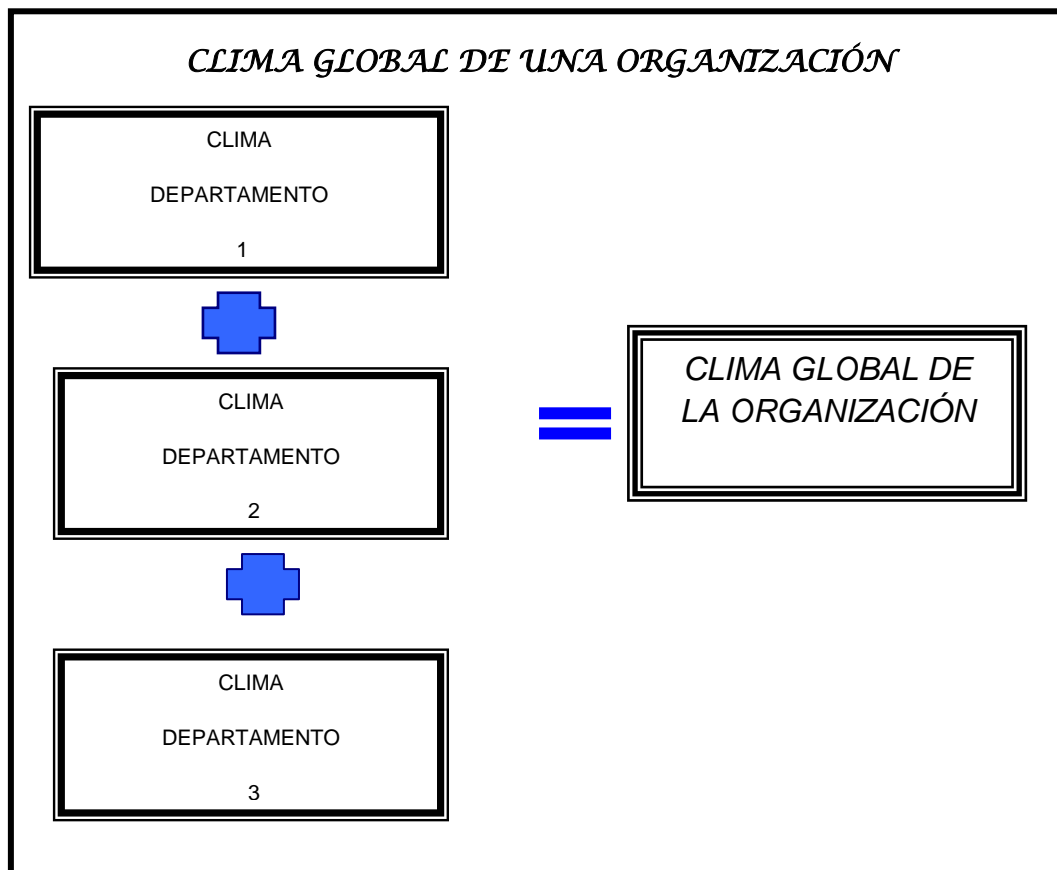 CLIMA GLOBAL DE UNA ORGANIZACIÓN
CLIMA
DEPARTAMENTO
1
CLIMA
DEPARTAMENTO
2
CLIMA
DEPARTAMENTO
3
CLIMA GLOBAL DE
LA ORGANIZACIÓN